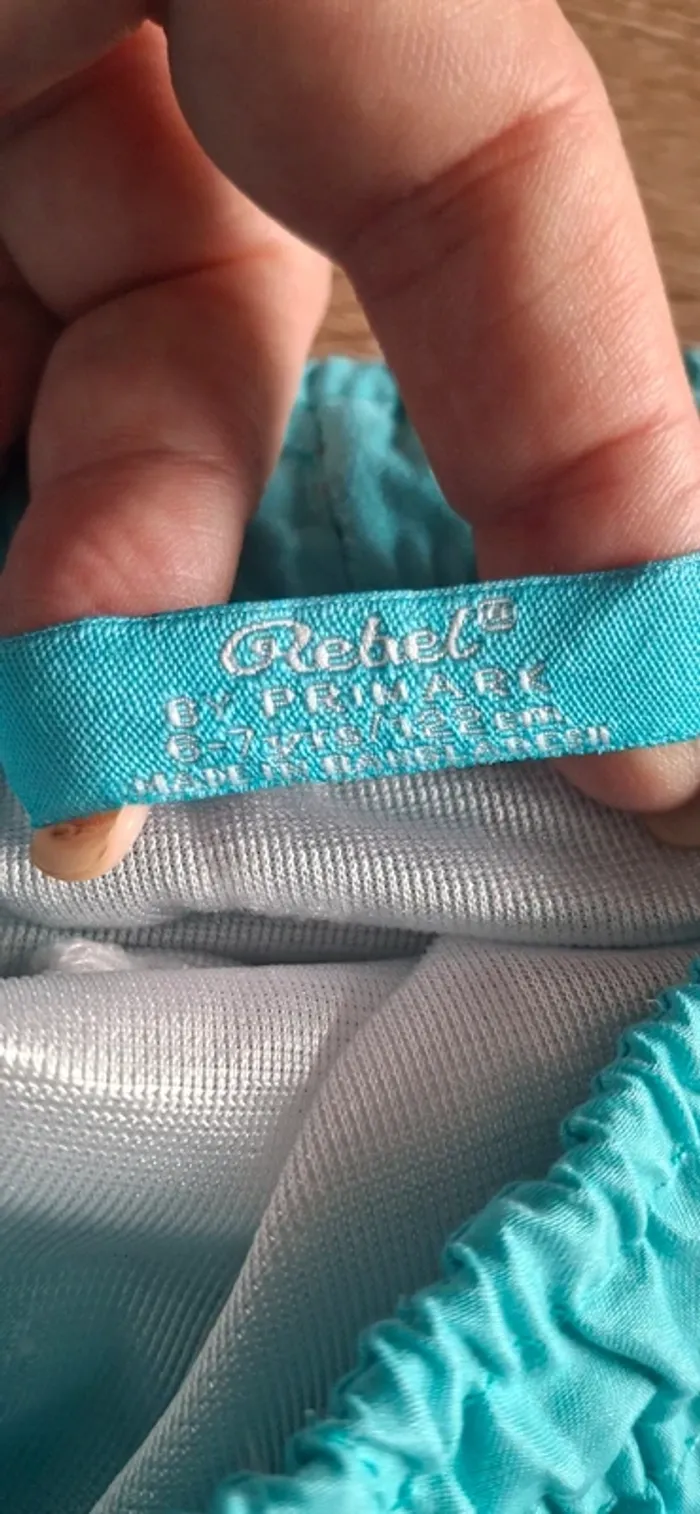 Rebel
BY PRIMARK
6-7 yrs/122 cm
MADE IN BANGLADESH